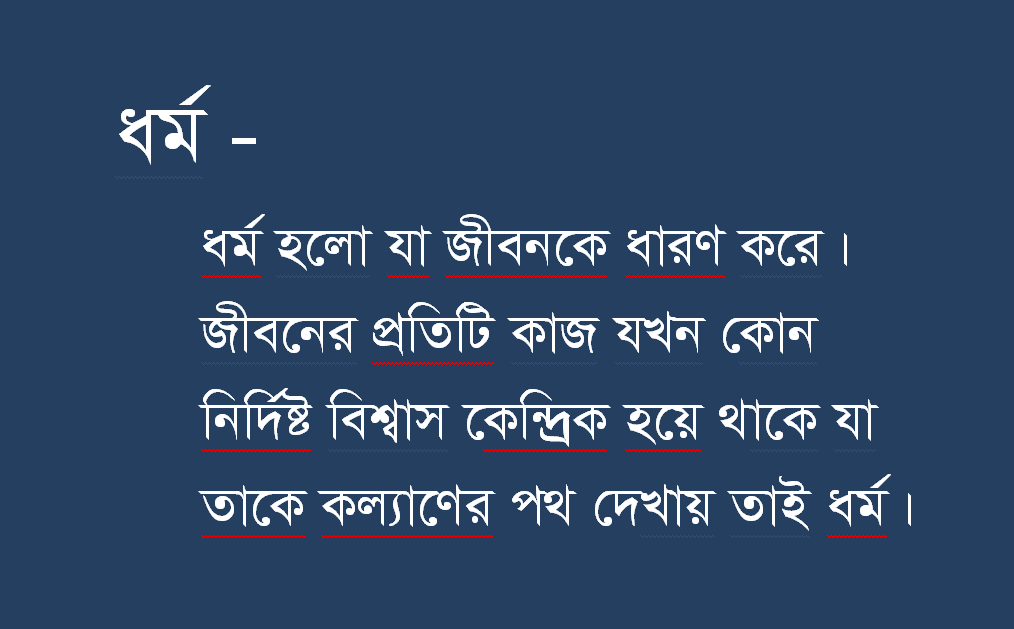 ধর্ম -
ধর্ম হলো যা জীবনকে ধারণ করে ।
জীবনের প্রতিটি কাজ যখন কোন
নির্দিষ্ট বিশ্বাস কেন্দ্রিক হয়ে থাকে যা
তাকে কল্যাণের পথ দেখায় তাই ধর্ম ।